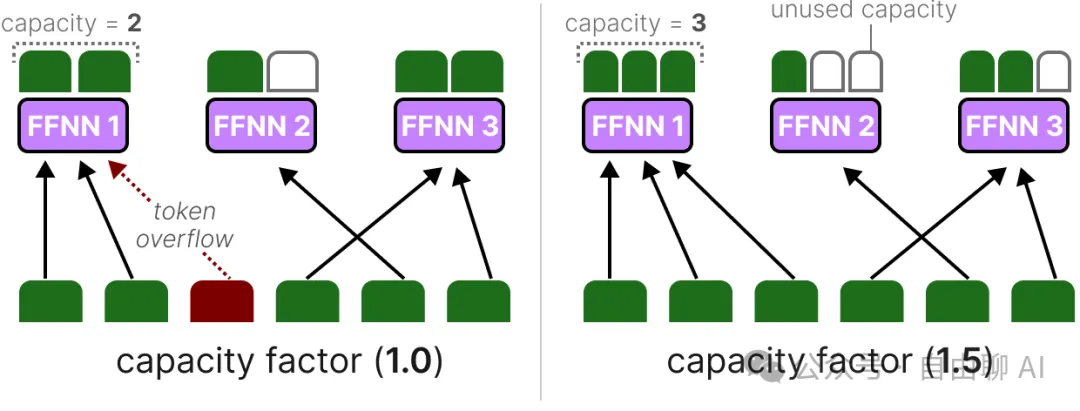 capacity = 2
FFNN 1
FFNN 2
FFNN 3
token
overflow
capacity factor (1.0)
unused capacity
capacity = 3
FFNN 1
FFNN 2
FFNN 3
capacity factor (1.5)
公众号 · 自由聊 AI